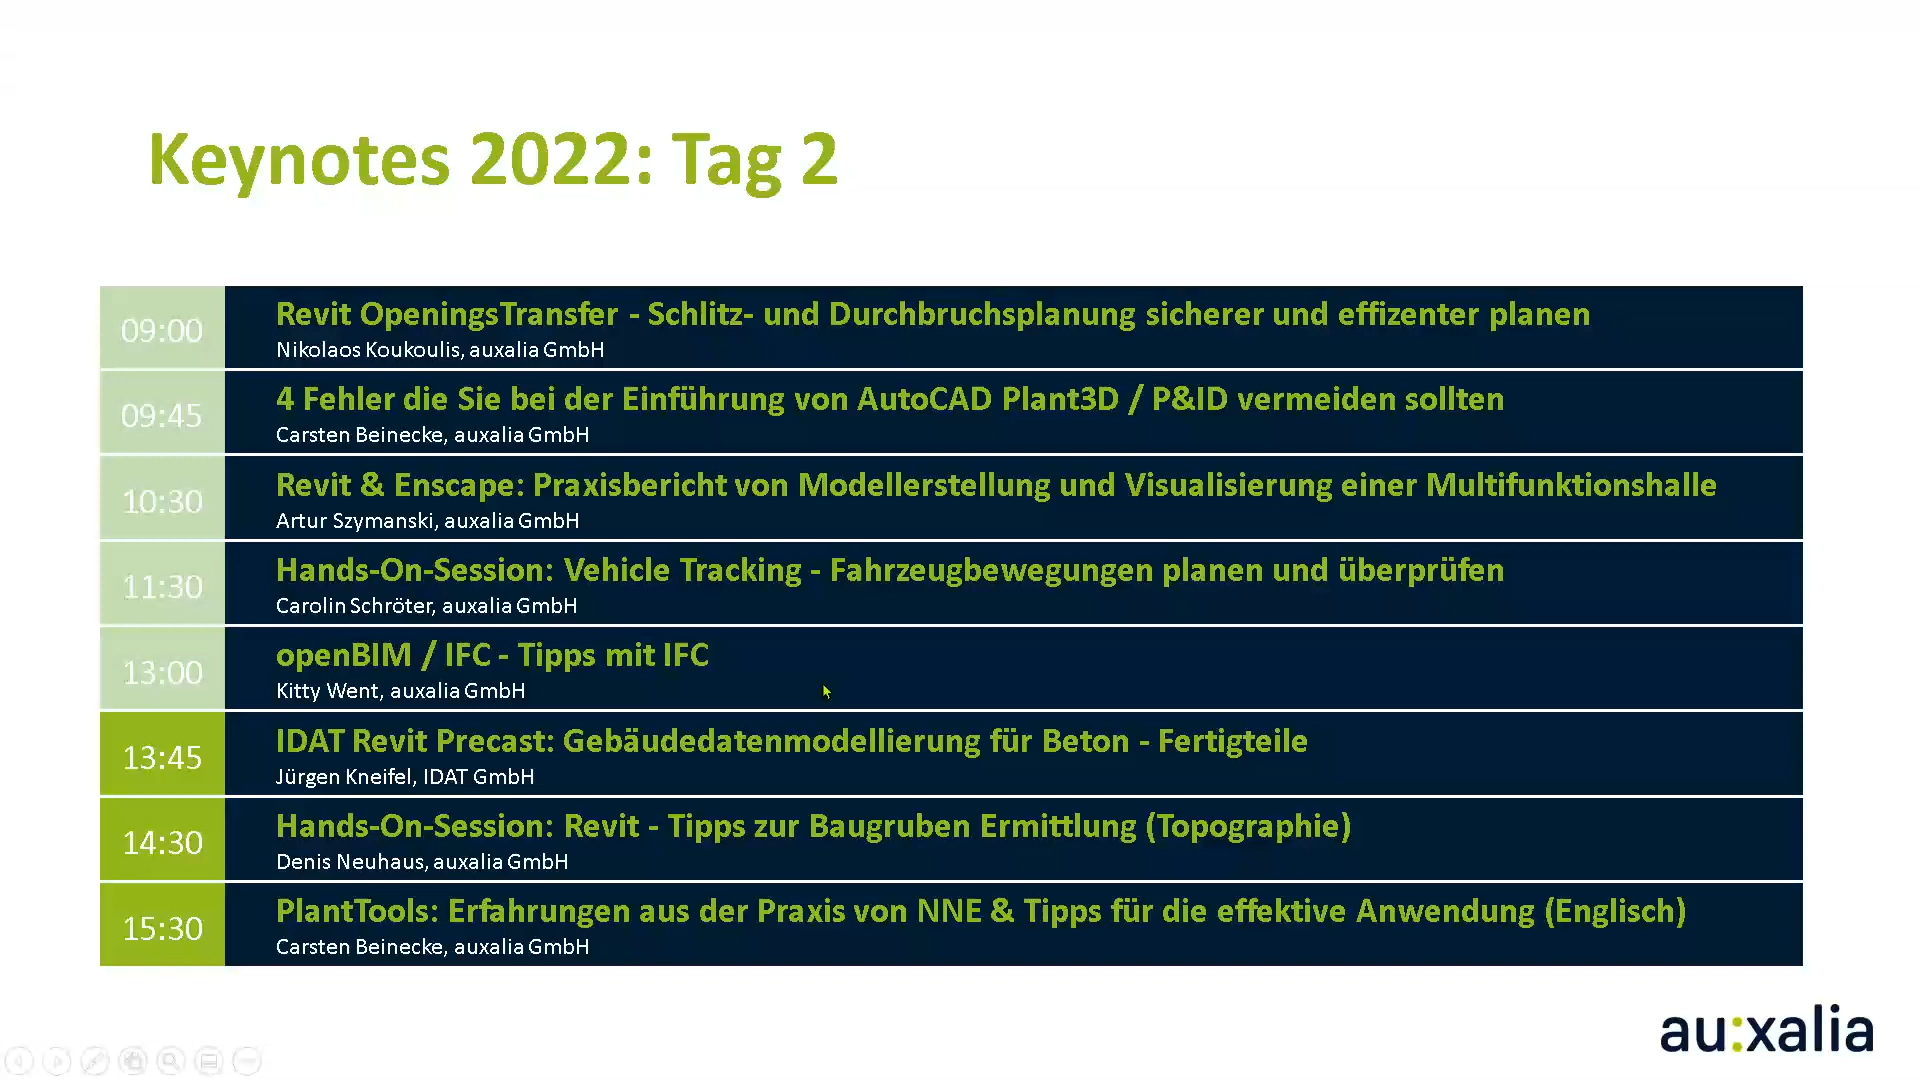 Keynotes 2022: Tag 2
09:00
Revit OpeningsTransfer - Schlitz- und Durchbruchsplanung sicherer und effizenter planen
Nikolaos Koukoulis, auxalia GmbH
09:45
4 Fehler die Sie bei der Einführung von AutoCAD Plant3D / P&ID vermeiden sollten
Carsten Beinecke, auxalia GmbH
10:30
Revit & Enscape: Praxisbericht von Modellerstellung und Visualisierung einer Multifunktionshalle
Artur Szymanski, auxalia GmbH
11:30
Hands-On-Session: Vehicle Tracking - Fahrzeugbewegungen planen und überprüfen
Carolin Schröter, auxalia GmbH
13:00
openBIM / IFC - Tipps mit IFC
Kitty Went, auxalia GmbH
13:45
IDAT Revit Precast: Gebäudedatenmodellierung für Beton - Fertigteile
Jürgen Kneifel, IDAT GmbH
14:30
Hands-On-Session: Revit - Tipps zur Baugruben Ermittlung (Topographie)
Denis Neuhaus, auxalia GmbH
15:30
PlantTools: Erfahrungen aus der Praxis von NNE & Tipps für die effektive Anwendung (Englisch)
Carsten Beinecke, auxalia GmbH
au:xalia